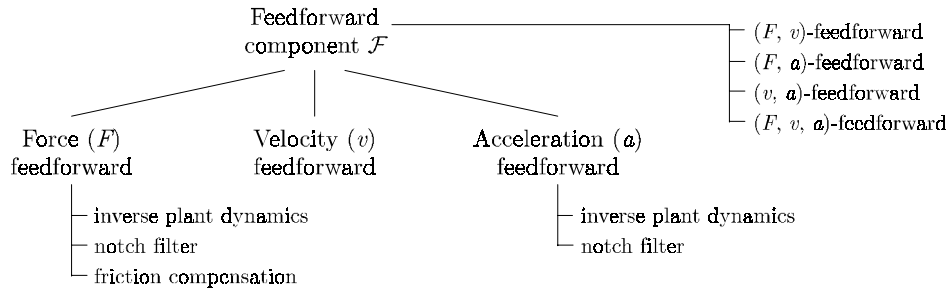 Feedforward
component ℱ
(F, v)-feedforward
(F, a)-feedforward
(v, a)-feedforward
(F, v, a)-feedforward
Force (F)
feedforward
Velocity (v)
feedforward
Acceleration (a)
feedforward
inverse plant dynamics
notch filter
friction compensation
inverse plant dynamics
notch filter